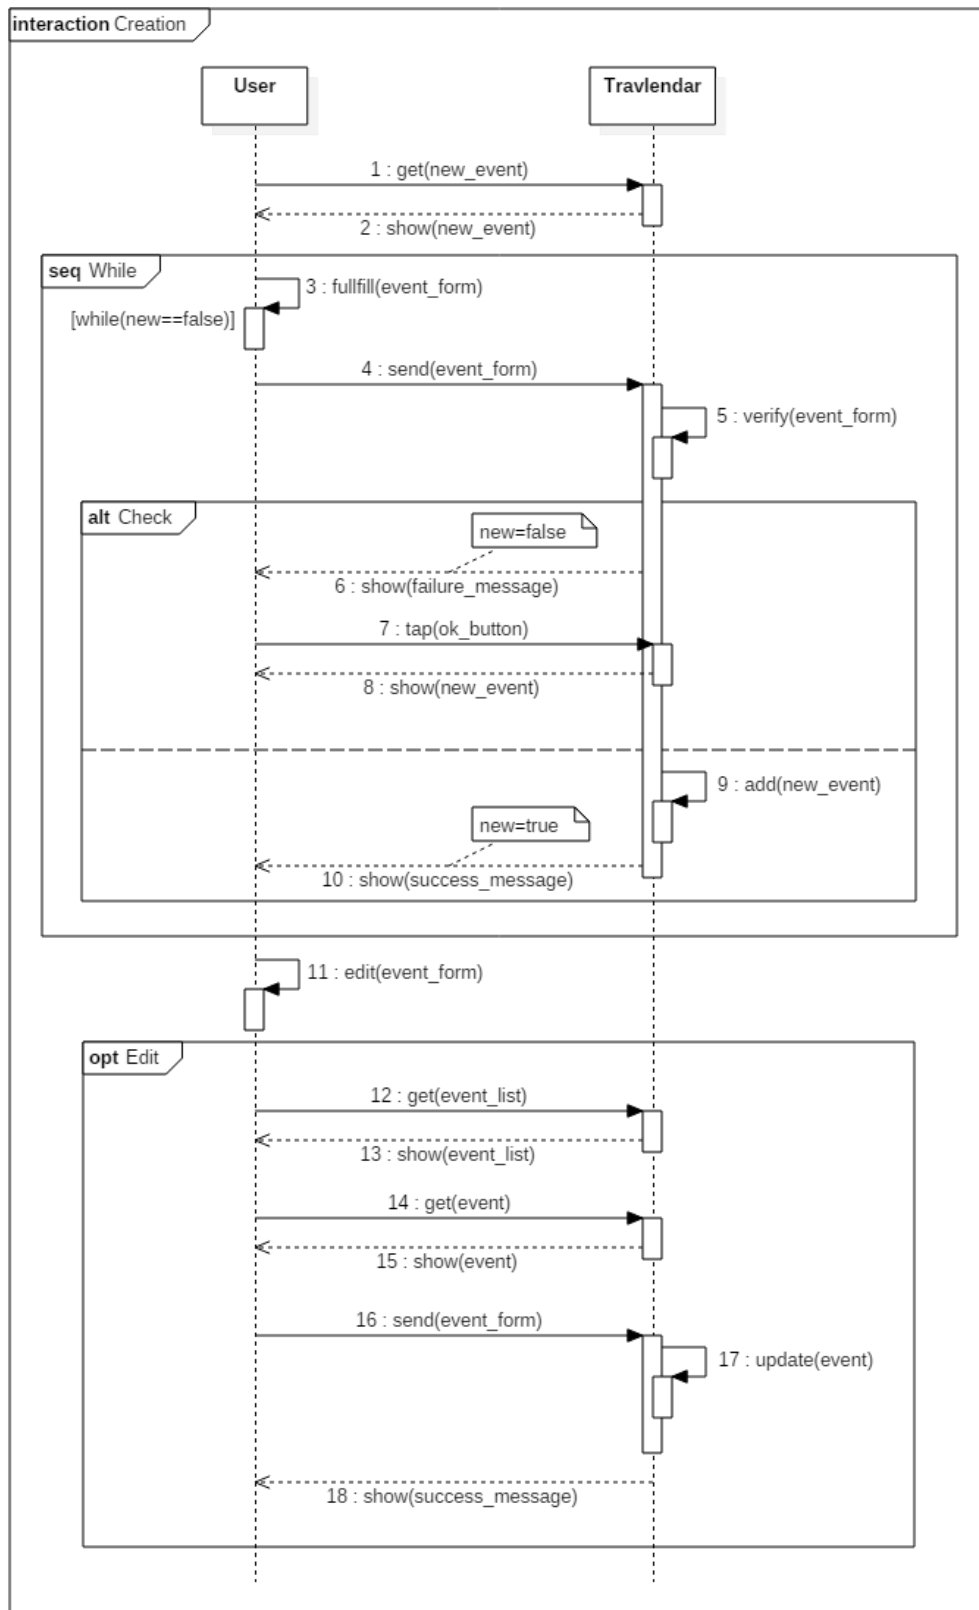 interaction Creation
User
Travlendar
1 : get(new_event)
2 : show(new_event)
seq While
3 : fullfill(event_form)
[while(new==false)]
4 : send(event_form)
5 : verify(event_form)
alt Check
new=false
6 : show(failure_message)
7 : tap(ok_button)
8 : show(new_event)
9 : add(new_event)
new=true
10 : show(success_message)
11 : edit(event_form)
opt Edit
12 : get(event_list)
13 : show(event_list)
14 : get(event)
15 : show(event)
16 : send(event_form)
17 : update(event)
18 : show(success_message)